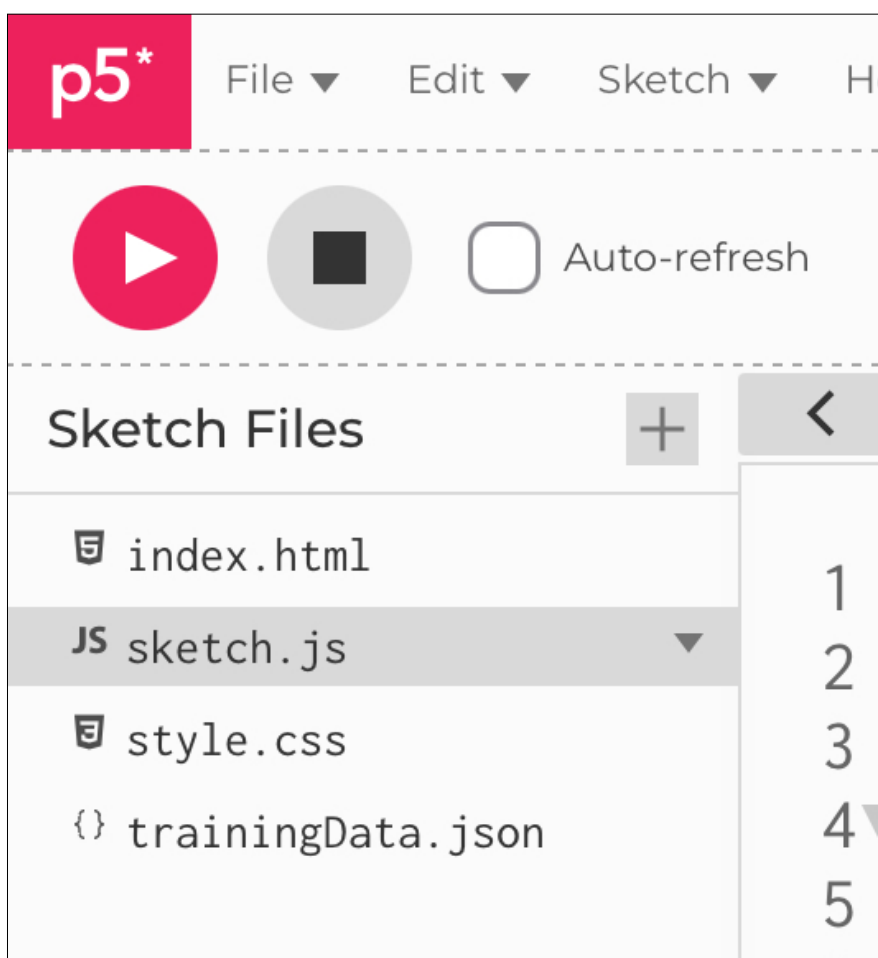 p5* File Edit Sketch
Auto-refresh
Sketch Files
index.html
JS sketch.js
style.css
{} trainingData.json
1
2
3
4
5